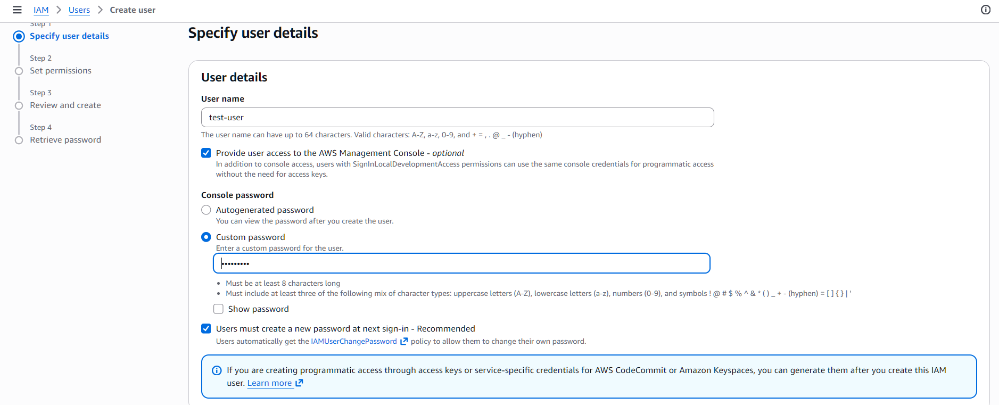 IAM > Users > Create user
Step 1
Specify user details
Step 2
Set permissions
Step 3
Review and create
Step 4
Retrieve password
Specify user details
User details
User name
test-user
The user name can have up to 64 characters. Valid characters: A-Z, a-z, 0-9, and + = , . @ _ - (hyphen)
Provide user access to the AWS Management Console - optional
In addition to console access, users with SignInLocalDevelopmentAccess permissions can use the same console credentials for programmatic access
without the need for access keys.
Console password
Autogenerated password
You can view the password after you create the user.
Custom password
Enter a custom password for the user.
•••••••••
• Must be at least 8 characters long
• Must include at least three of the following mix of character types: uppercase letters (A-Z), lowercase letters (a-z), numbers (0-9), and symbols ! @ # $ % ^ & * ( ) _ + - (hyphen) = [ ] { } | '
Show password
Users must create a new password at next sign-in - Recommended
Users automatically get the IAMUserChangePassword policy to allow them to change their own password.
If you are creating programmatic access through access keys or service-specific credentials for AWS CodeCommit or Amazon Keyspaces, you can generate them after you create this IAM
user. Learn more